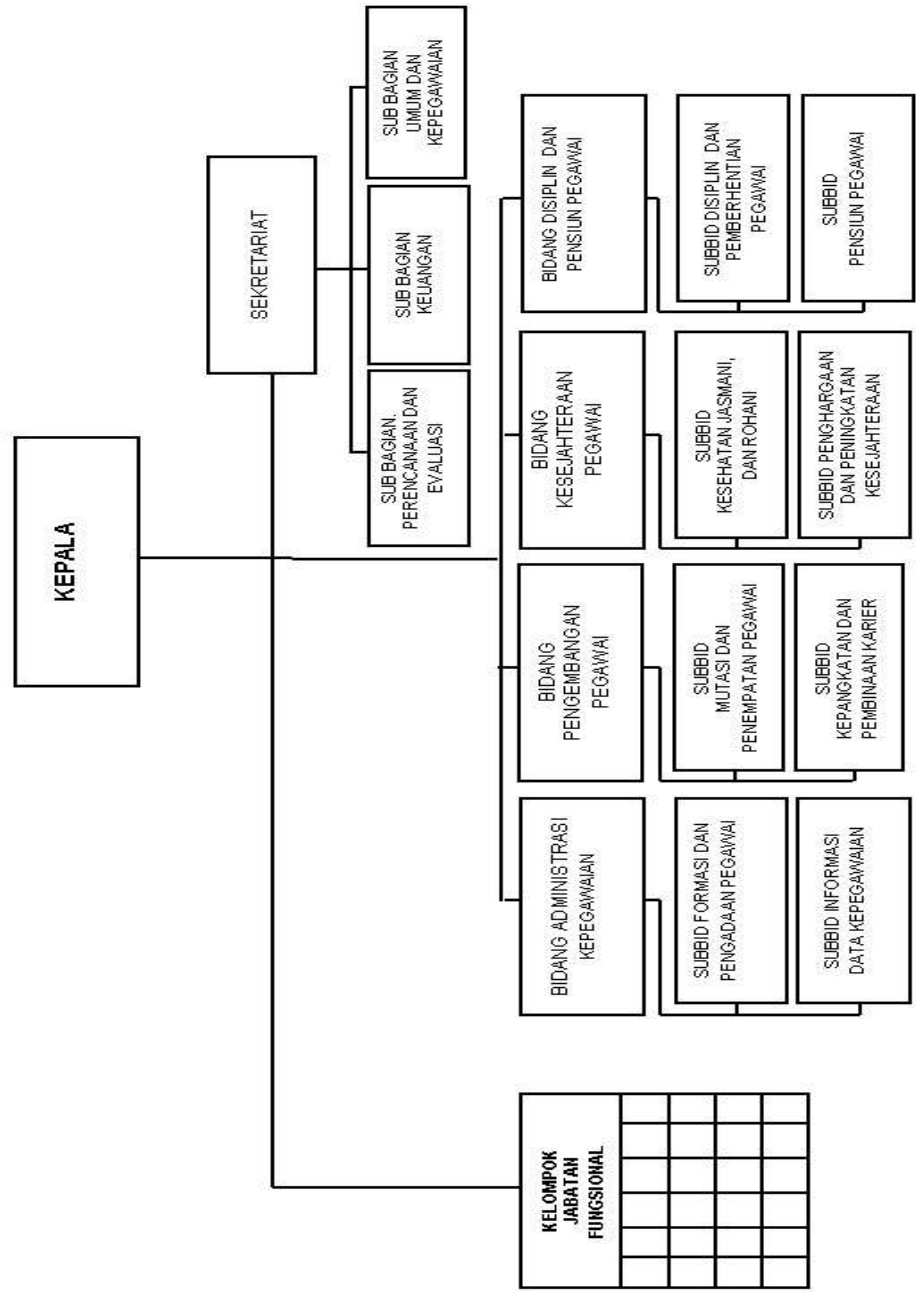 KEPALA
SEKRETARIAT
SUB BAGIAN.
PERENCANAAN DAN
EVALUASI
SUB BAGIAN
KEUANGAN
SUB BAGIAN
UMUM DAN
KEPEGAWAIAN
KELOMPOK
JABATAN
FUNGSIONAL
BIDANG ADMINISTRASI
KEPEGAWAIAN
SUBBID FORMASI DAN
PENGADAAN PEGAWAI
SUBBID INFORMASI
DATA KEPEGAWAIAN
BIDANG
PENGEMBANGAN
PEGAWAI
SUBBID
MUTASI DAN
PENEMPATAN PEGAWAI
SUBBID
KEPANGKATAN DAN
PEMBINAAN KARIER
BIDANG
KESEJAHTERAAN
PEGAWAI
SUBBID
KESEHATAN JASMANI,
DAN ROHANI
SUBBID PENGHARGAAN
DAN PENINGKATAN
KESEJAHTERAAN
BIDANG DISIPLIN DAN
PENSIUN PEGAWAI
SUBBID DISIPLIN DAN
PEMBERHENTIAN
PEGAWAI
SUBBID
PENSIUN PEGAWAI